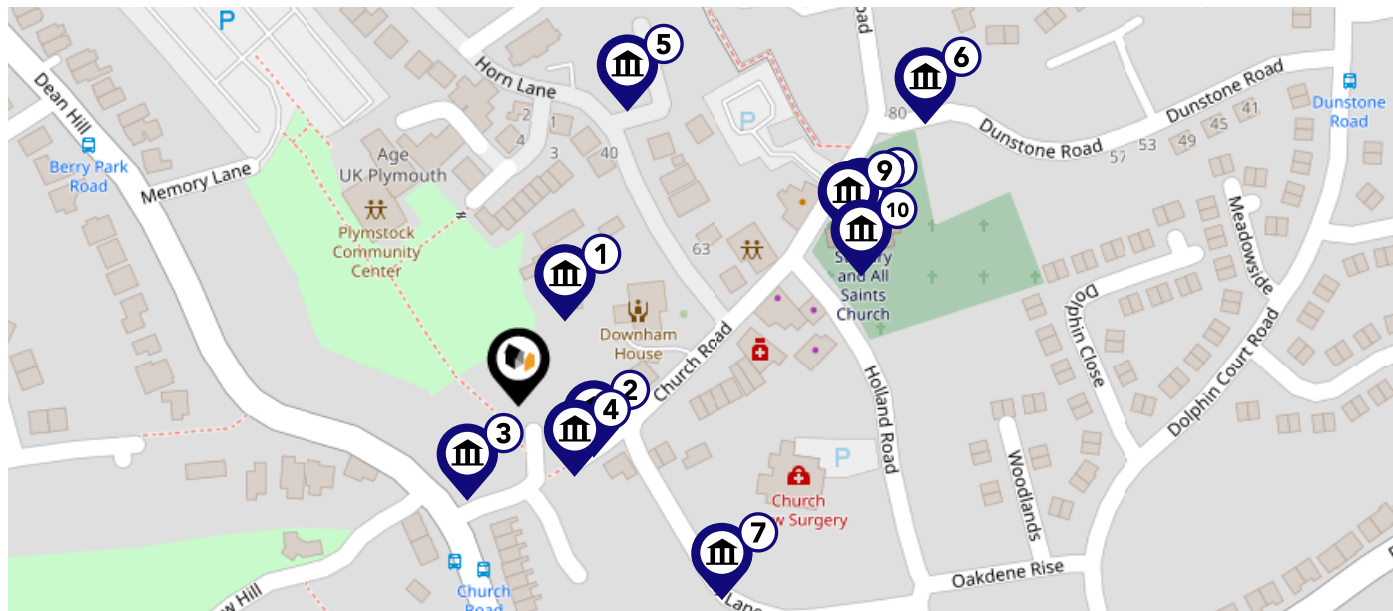 P
Dean Hill
Berry Park
Road
Memory Lane
Horn Lane
5
6
2
1
4
3
40
Age
UK Plymouth
Plymstock
Community
Center
≠
P
80
Road
Dunstone Road
Dunstone Road
57
53
49
45
41
Dunstone
Road
9
10
63
1
Downham
House
and All
Saints
Church
Church Road
Holland Road
Meadowside
Dolphin Close
Dolphin Court Road
2
4
3
P
Church
Surgery
7
Woodlands
Oakdene Rise
Lane
Hill
Church
Road